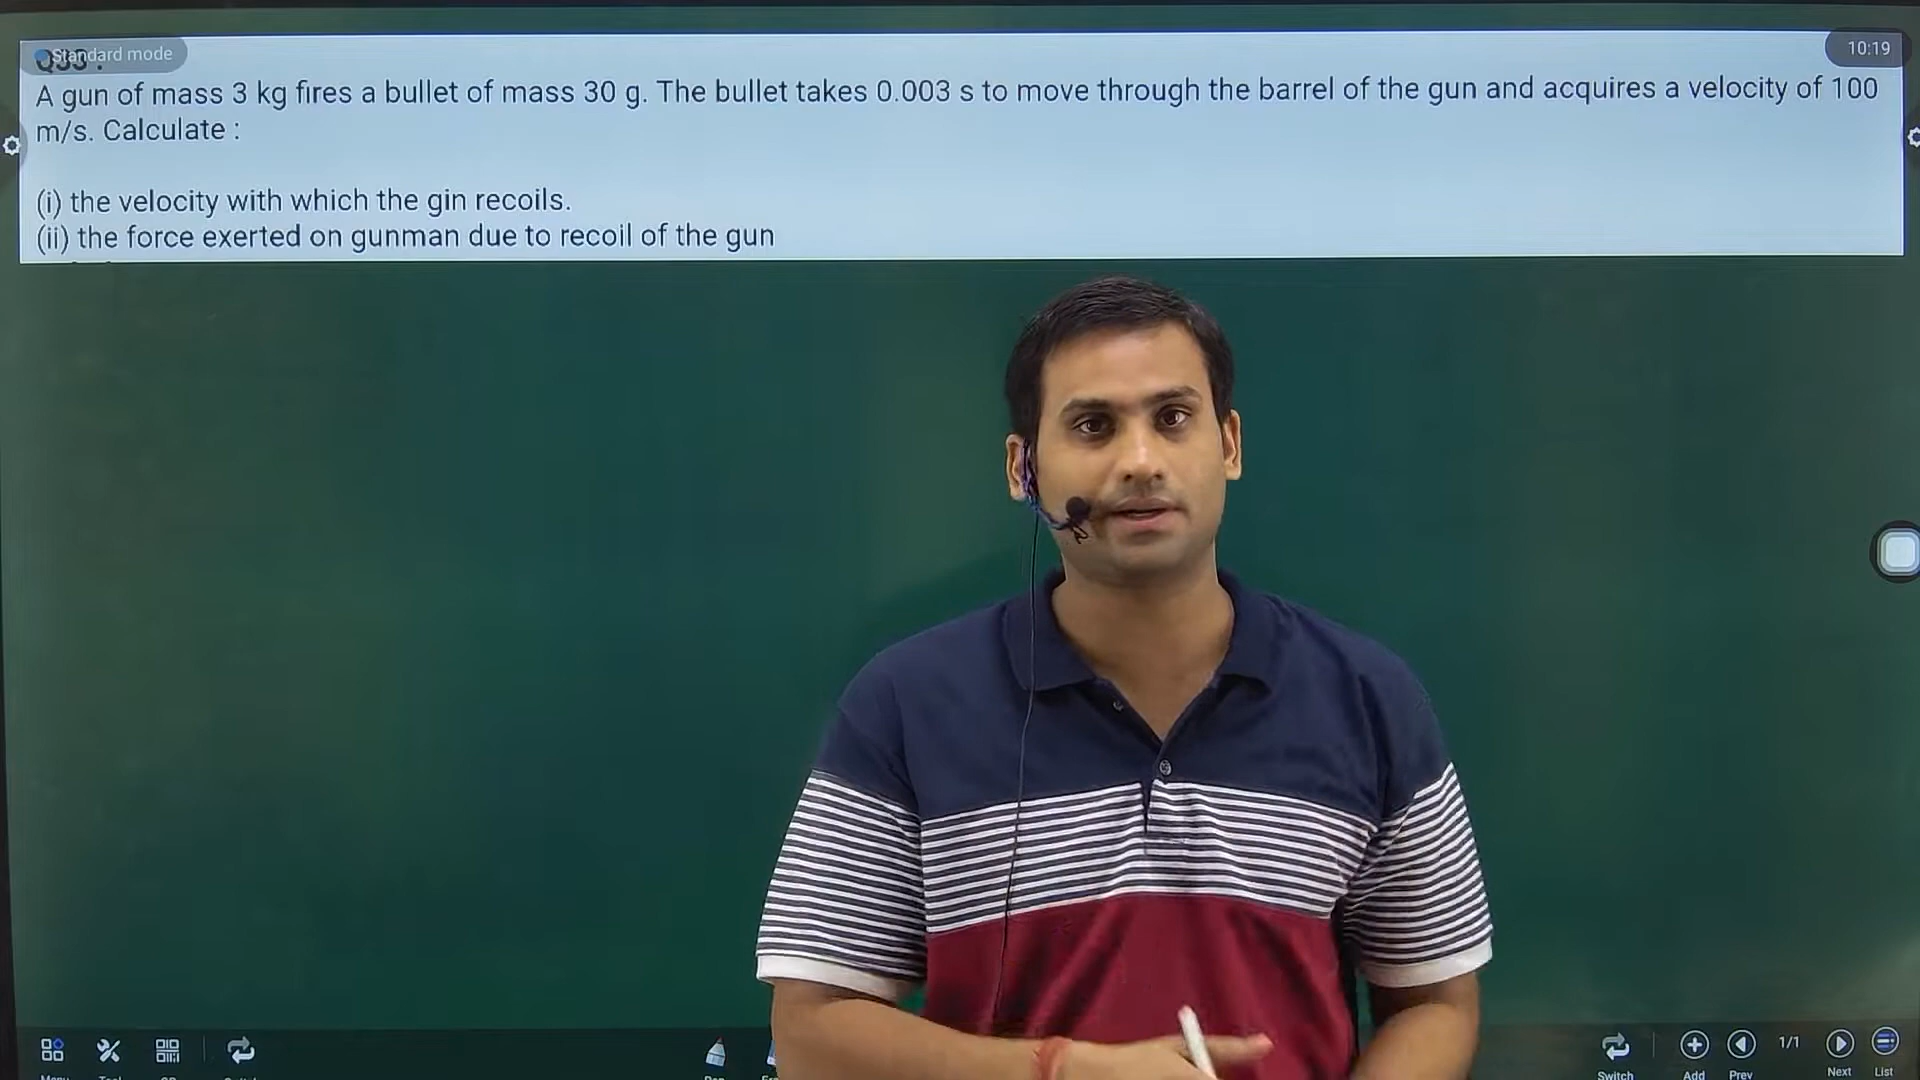 Standard mode
10:19
A gun of mass 3 kg fires a bullet of mass 30 g. The bullet takes 0.003 s to move through the barrel of the gun and acquires a velocity of 100
m/s. Calculate :
(i) the velocity with which the gin recoils.
(ii) the force exerted on gunman due to recoil of the gun
1/1
Switch Add Prev Next List